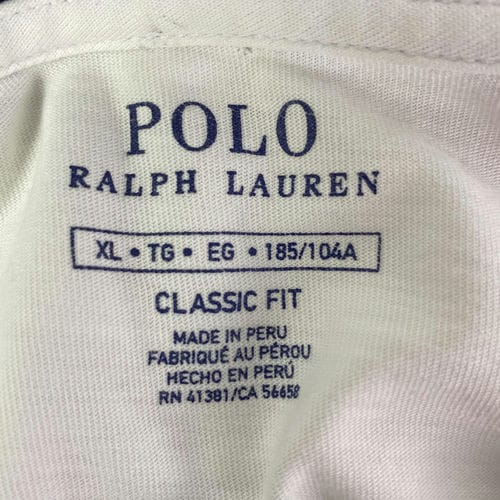 POLO
RALPH LAUREN
XL • TG • EG • 185/104A
CLASSIC FIT
MADE IN PERU
FABRIQUÉ AU PÉROU
HECHO EN PERÚ
RN 41381/CA 56658